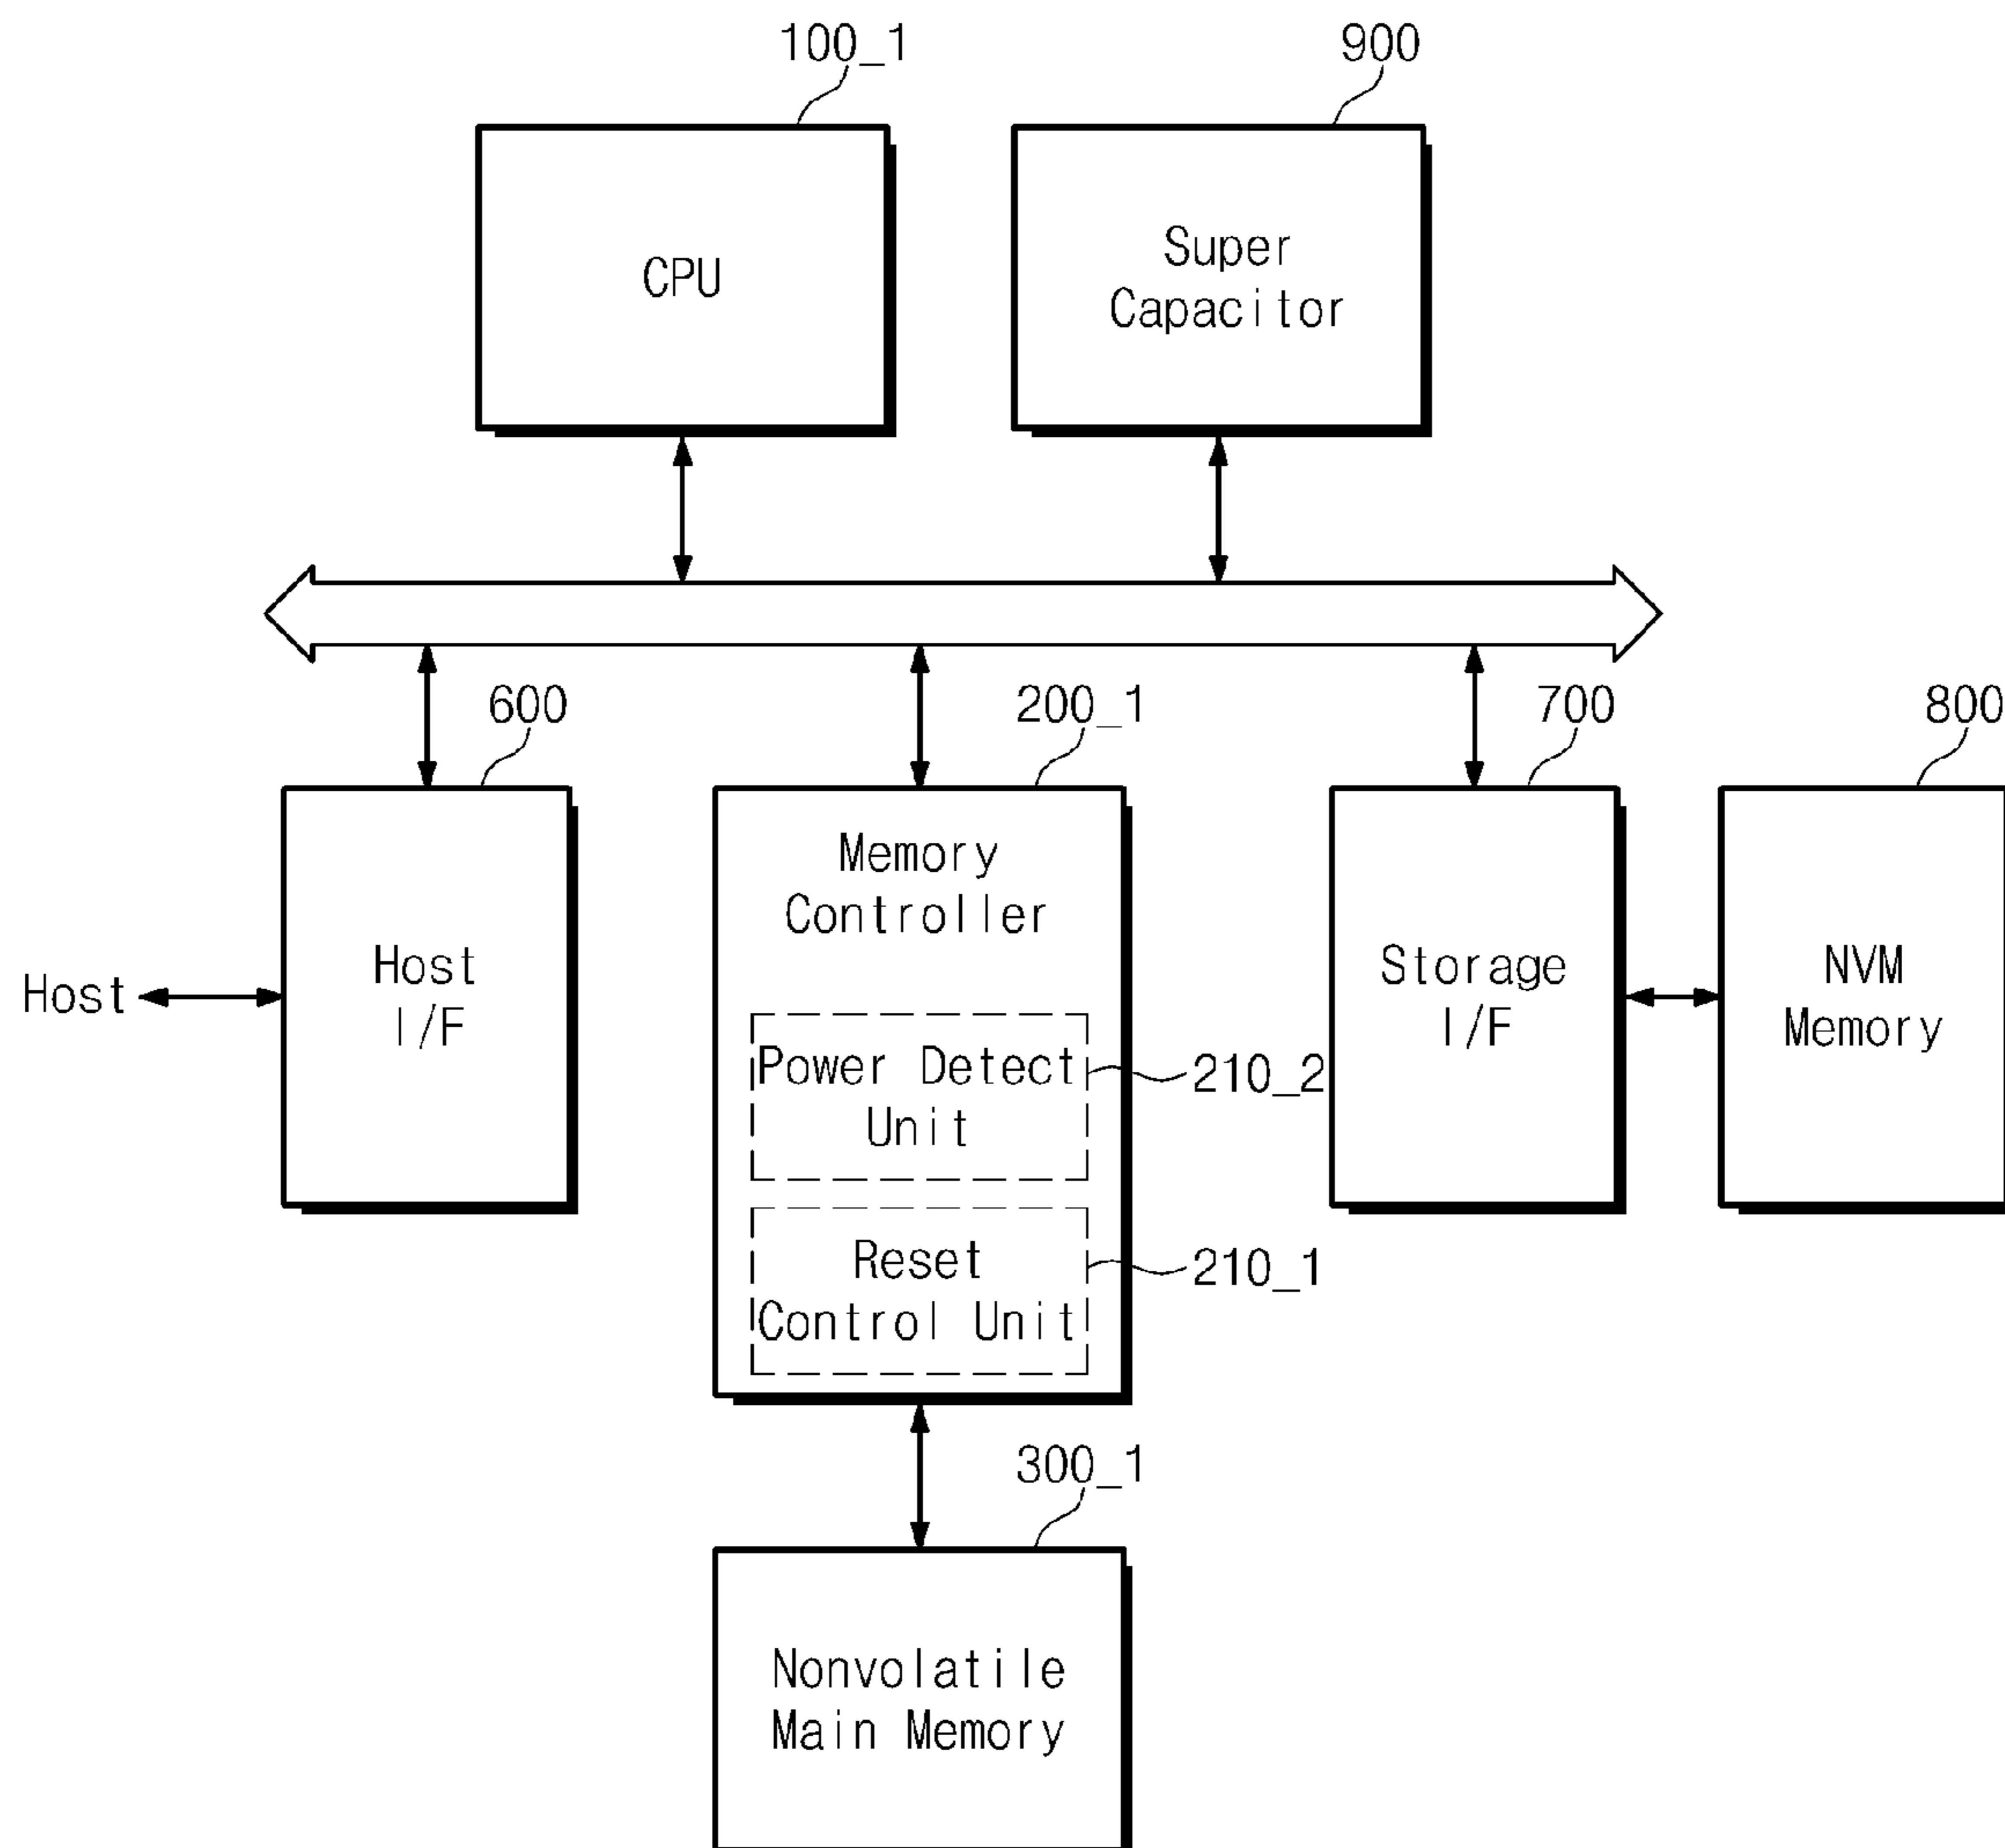 100_1
900
CPU
Super
Capacitor
600
200_1
700
800
Host
Host
I/F
Memory
Controller
Power Detect
Unit
210_2
Reset
Control Unit
210_1
Storage
I/F
NVM
Memory
300_1
Nonvolatile
Main Memory